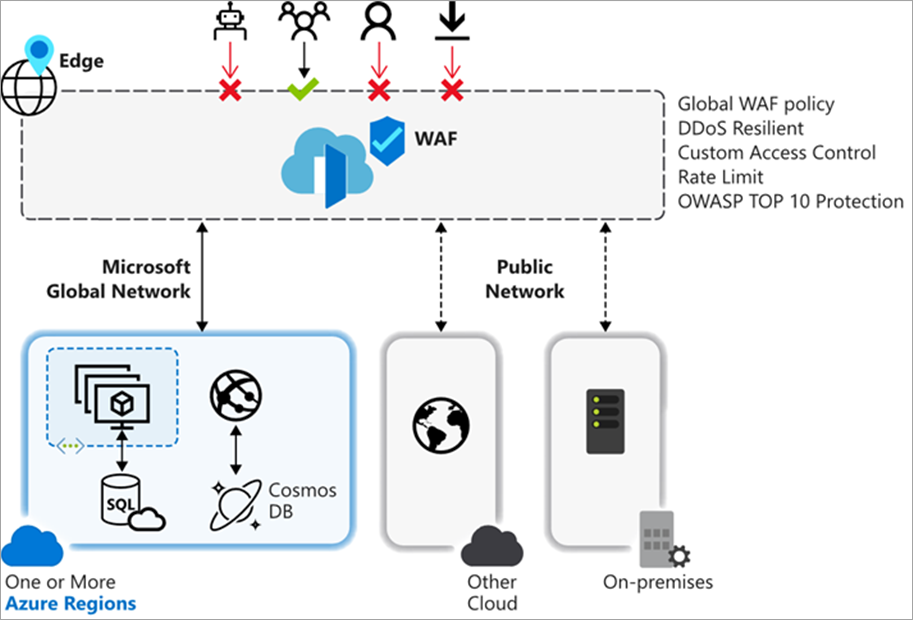 Edge
WAF
Global WAF policy
DDoS Resilient
Custom Access Control
Rate Limit
OWASP TOP 10 Protection
Microsoft
Global Network
Public
Network
SQL
Cosmos
DB
One or More
Azure Regions
Other
Cloud
On-premises